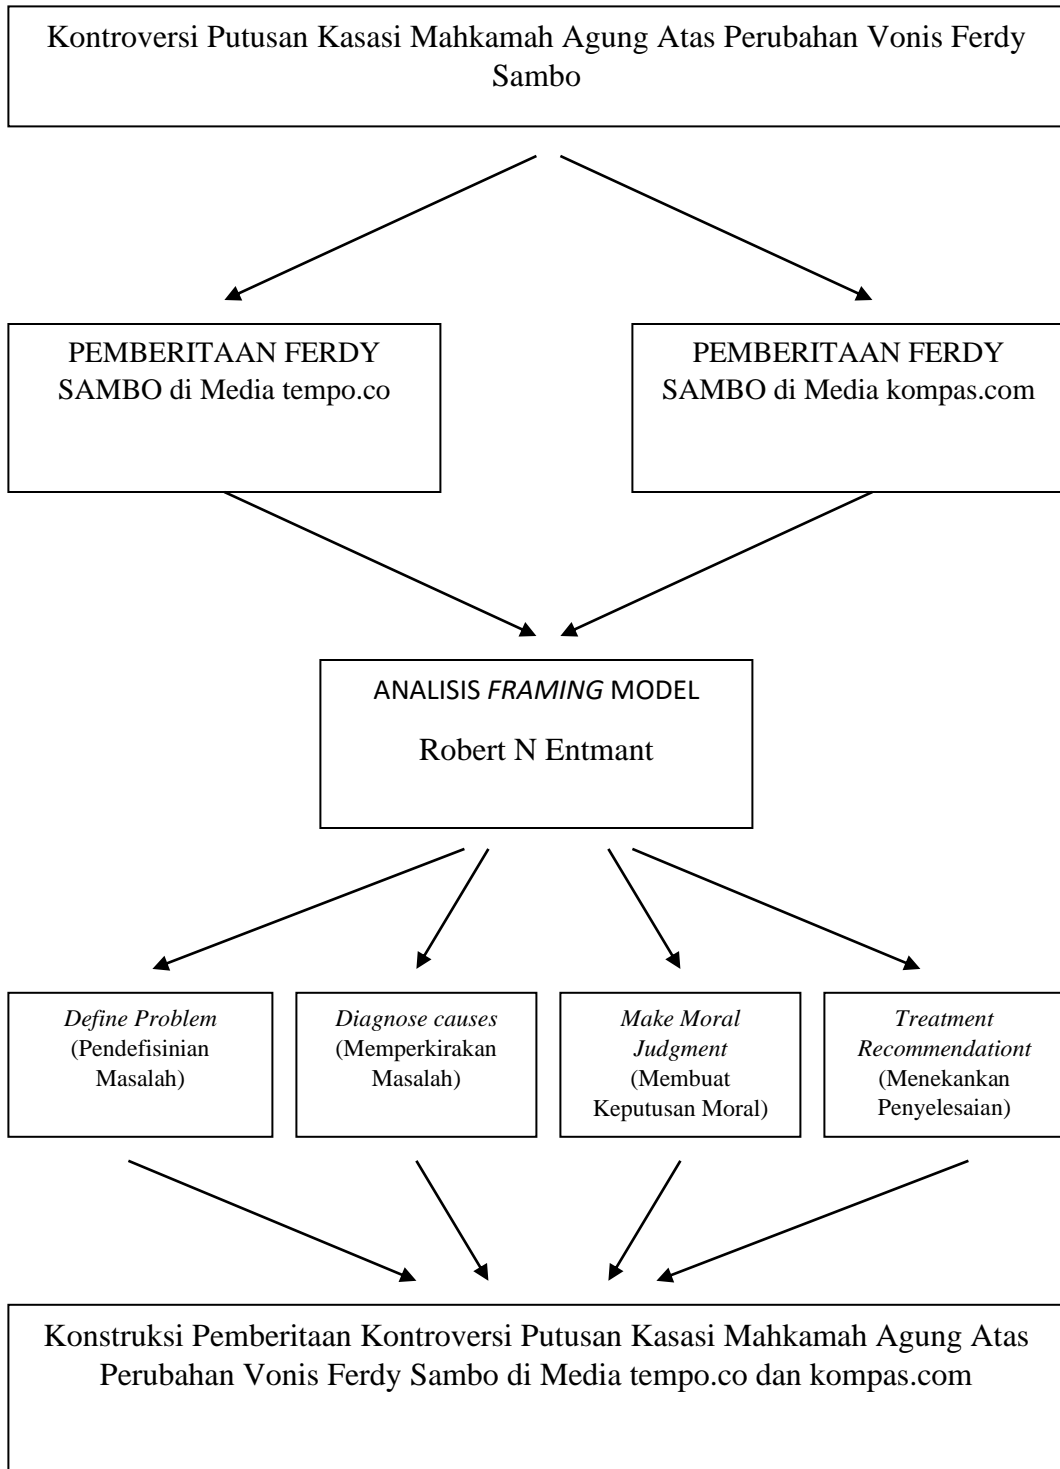 Kontroversi Putusan Kasasi Mahkamah Agung Atas Perubahan Vonis Ferdy
Sambo
PEMBERITAAN FERDY
SAMBO di Media tempo.co
PEMBERITAAN FERDY
SAMBO di Media kompas.com
ANALISIS FRAMING MODEL
Robert N Entmant
Define Problem
(Pendefisinian
Masalah)
Diagnose causes
(Memperkirakan
Masalah)
Make Moral
Judgment
(Membuat
Keputusan Moral)
Treatment
Recommendationt
(Menekankan
Penyelesaian)
Konstruksi Pemberitaan Kontroversi Putusan Kasasi Mahkamah Agung Atas
Perubahan Vonis Ferdy Sambo di Media tempo.co dan kompas.com